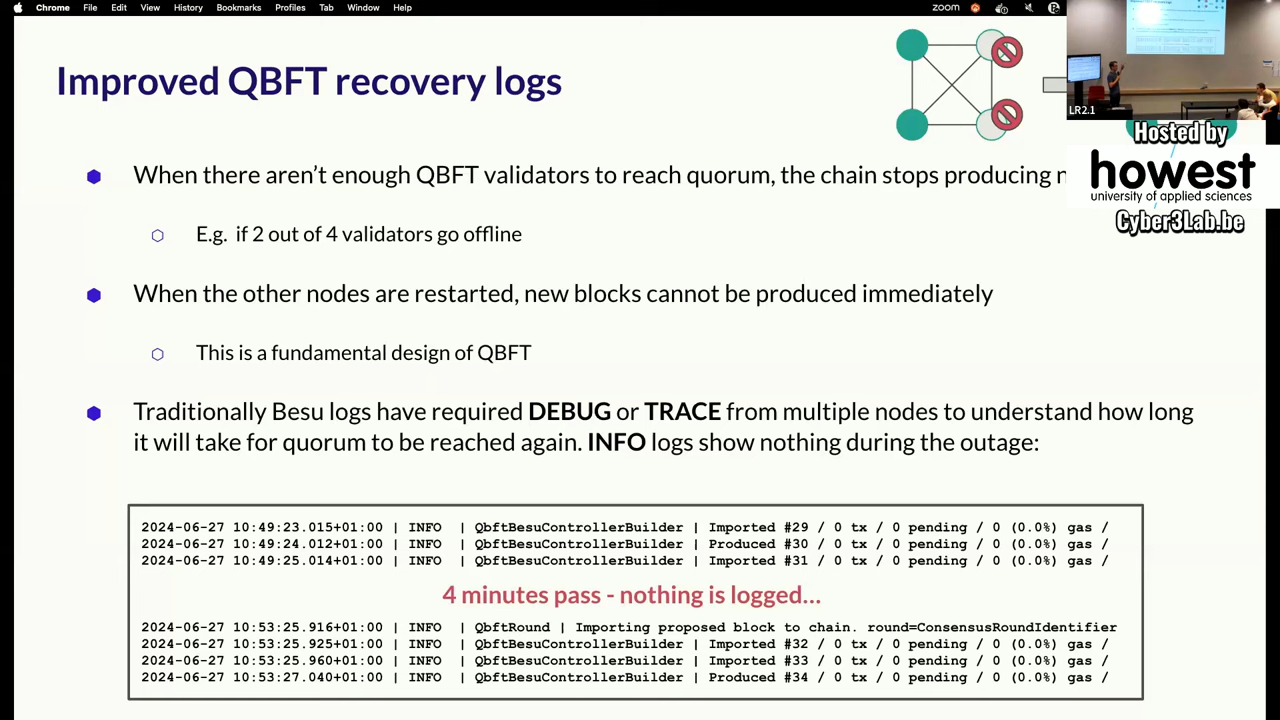 Chrome File Edit View History Bookmarks Profiles Tab Window Help zoom
Improved QBFT recovery logs
LR2.1
Hosted by
howest
university of applied sciences
Cyber3Lab.be
When there aren't enough QBFT validators to reach quorum, the chain stops producing
E.g. if 2 out of 4 validators go offline
When the other nodes are restarted, new blocks cannot be produced immediately
This is a fundamental design of QBFT
Traditionally Besu logs have required DEBUG or TRACE from multiple nodes to understand how long
it will take for quorum to be reached again. INFO logs show nothing during the outage:
2024-06-27 10:49:23.015+01:00 | INFO | QbftBesuControllerBuilder | Imported #29 / 0 tx / 0 pending / 0 (0.0%) gas /
2024-06-27 10:49:24.012+01:00 | INFO | QbftBesuControllerBuilder | Produced #30 / 0 tx / 0 pending / 0 (0.0%) gas /
2024-06-27 10:49:25.014+01:00 | INFO | QbftBesuControllerBuilder | Imported #31 / 0 tx / 0 pending / 0 (0.0%) gas /
4 minutes pass - nothing is logged...
2024-06-27 10:53:25.916+01:00 | INFO | QbftRound | Importing proposed block to chain. round=ConsensusRoundIdentifier
2024-06-27 10:53:25.925+01:00 | INFO | QbftBesuControllerBuilder | Imported #32 / 0 tx / 0 pending / 0 (0.0%) gas /
2024-06-27 10:53:25.960+01:00 | INFO | QbftBesuControllerBuilder | Imported #33 / 0 tx / 0 pending / 0 (0.0%) gas /
2024-06-27 10:53:27.040+01:00 | INFO | QbftBesuControllerBuilder | Produced #34 / 0 tx / 0 pending / 0 (0.0%) gas /